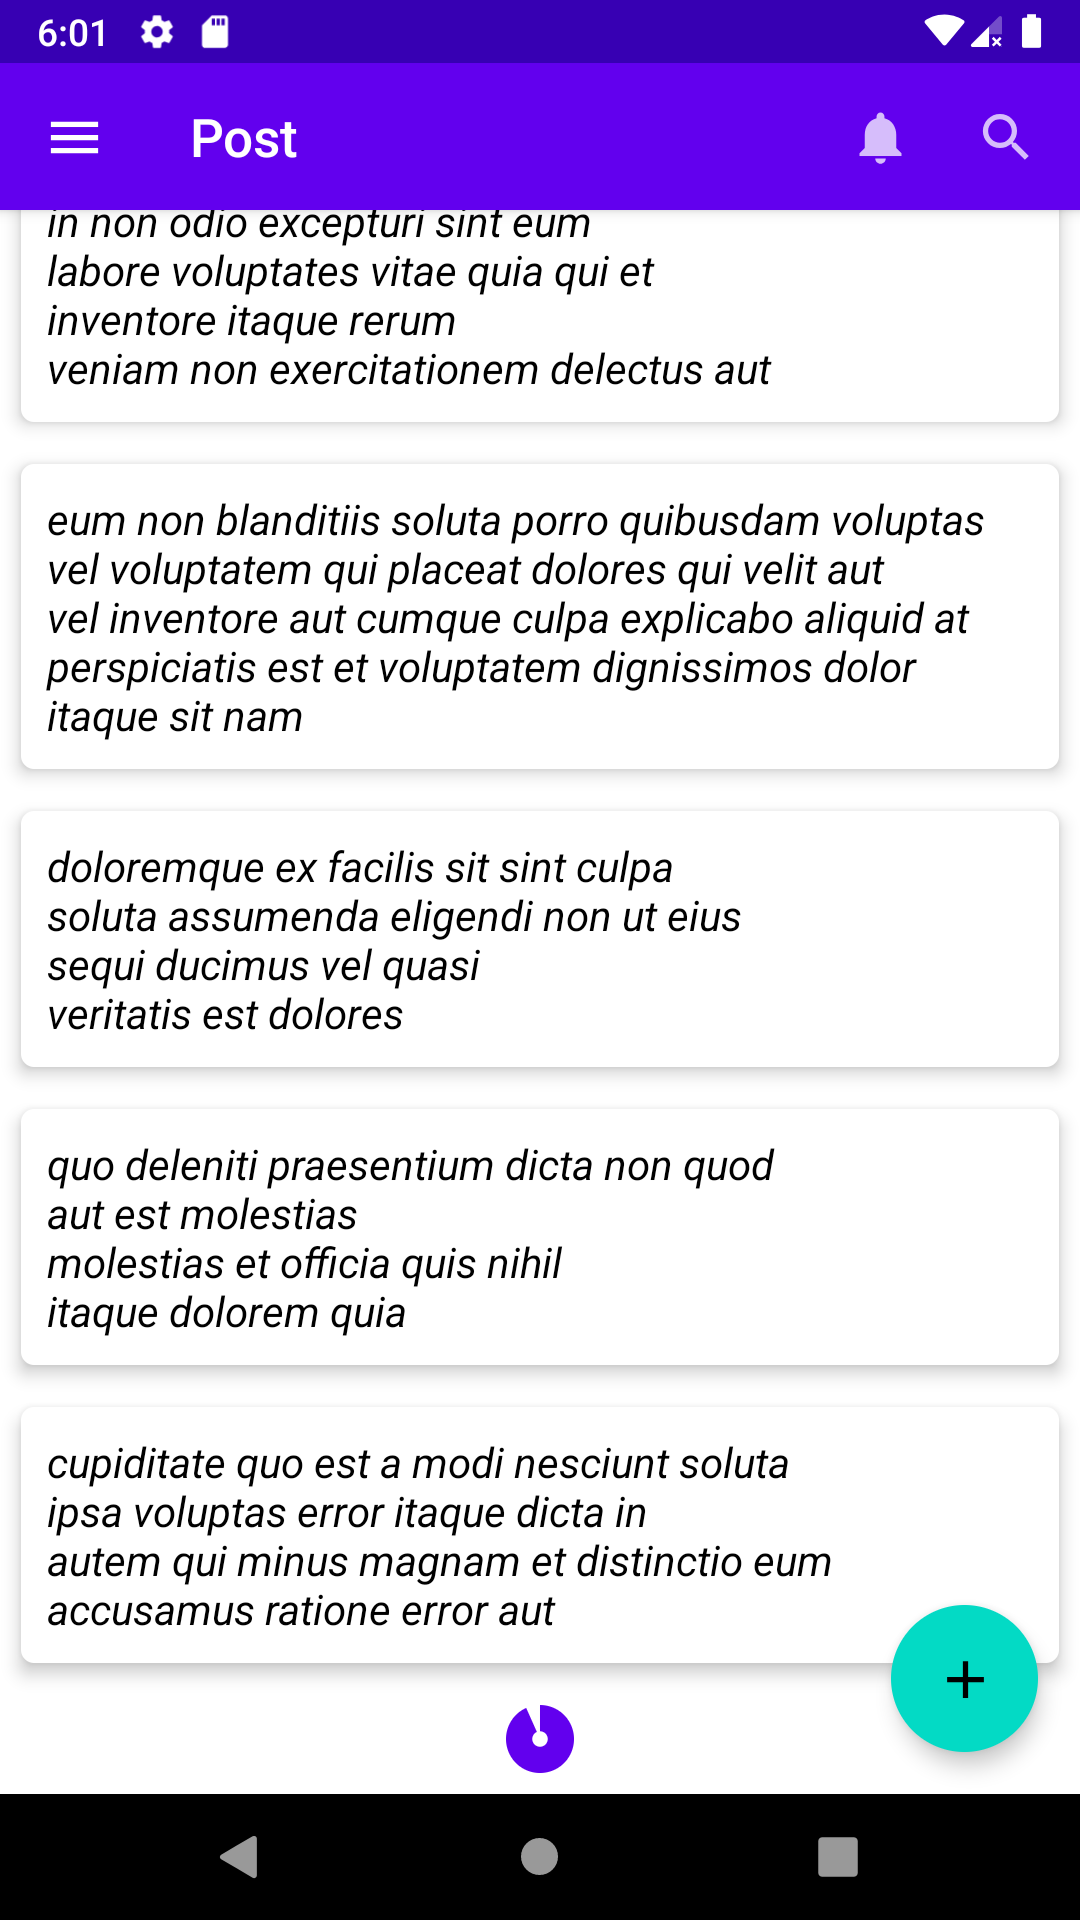 6:01
Post
in non odio excepturi sint eum
labore voluptates vitae quia qui et
inventore itaque rerum
veniam non exercitationem delectus aut
eum non blanditiis soluta porro quibusdam voluptas
vel voluptatem qui placeat dolores qui velit aut
vel inventore aut cumque culpa explicabo aliquid at
perspiciatis est et voluptatem dignissimos dolor
itaque sit nam
doloremque ex facilis sit sint culpa
soluta assumenda eligendi non ut eius
sequi ducimus vel quasi
veritatis est dolores
quo deleniti praesentium dicta non quod
aut est molestias
molestias et officia quis nihil
itaque dolorem quia
cupiditate quo est a modi nesciunt soluta
ipsa voluptas error itaque dicta in
autem qui minus magnam et distinctio eum
accusamus ratione error aut